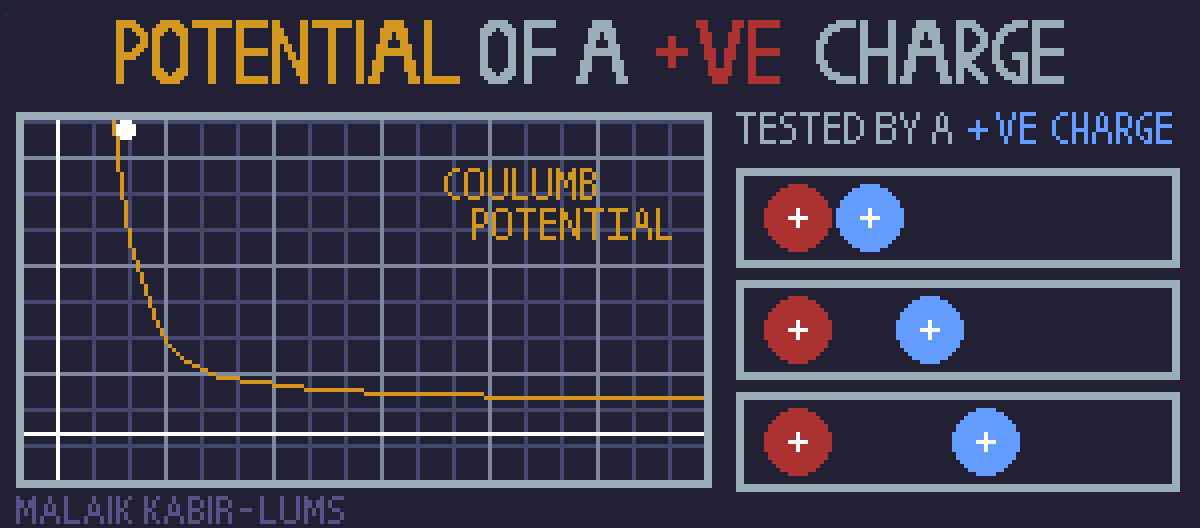 POTENTIAL OF A +VE CHARGE
TESTED BY A +VE CHARGE
COULUMB
POTENTIAL
+ +
+ +
+ +
MALAIK KABIR-LUMS